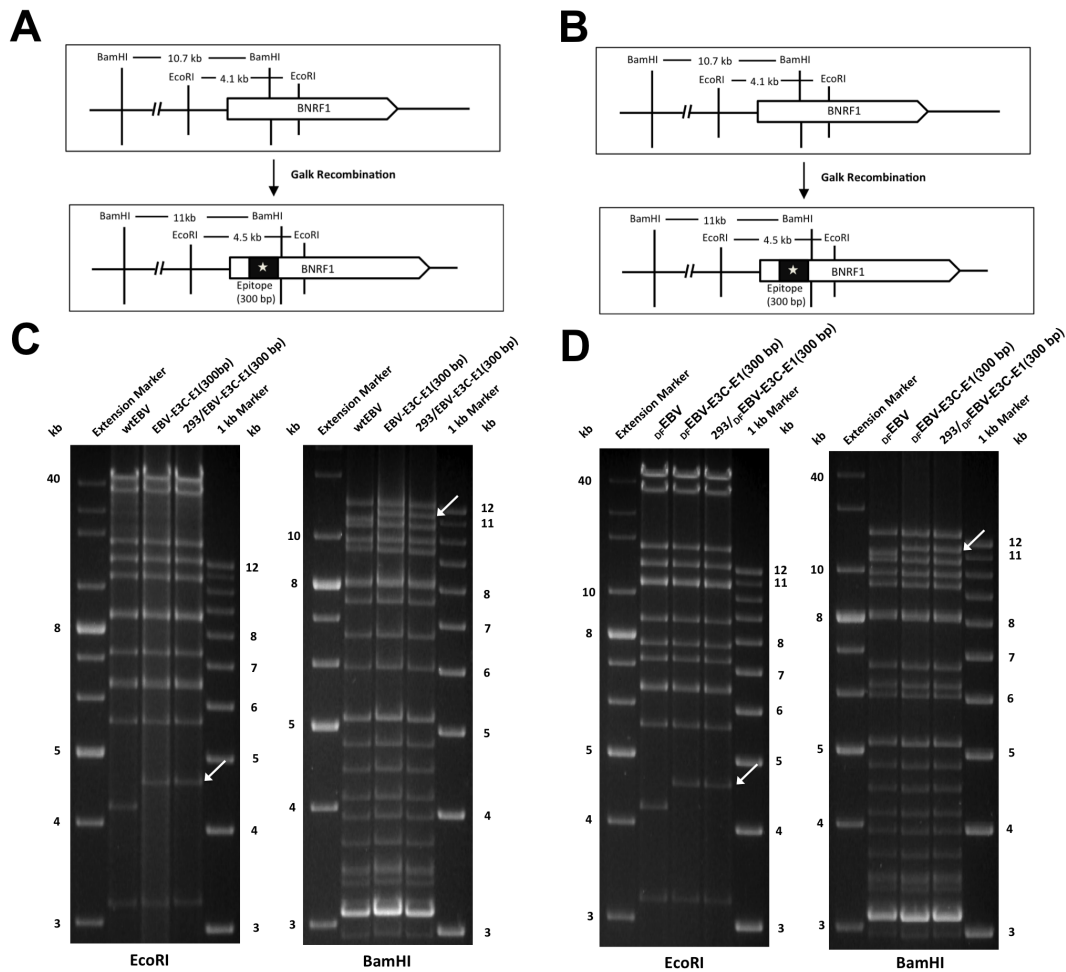 A
BamHI 10.7 kb BamHI
EcoRI 4.1 kb EcoRI
BNRF1
Galk Recombination
BamHI 11kb BamHI
EcoRI 4.5 kb EcoRI
BNRF1
Epitope
(300 bp)
B
BamHI 10.7 kb BamHI
EcoRI 4.1 kb EcoRI
BNRF1
Galk Recombination
BamHI 11kb BamHI
EcoRI 4.5 kb EcoRI
BNRF1
Epitope
(300 bp)
C
kb
Extension Marker
wtEBV
EBV-E3C-E1(300bp)
293/EBV-E3C-E1(300 bp)
1 kb Marker
kb
40
8
5
4
3
12
8
7
6
5
4
3
EcoRI
kb
Extension Marker
wtEBV
EBV-E3C-E1(300 bp)
293/EBV-E3C-E1(300 bp)
1 kb Marker
kb
10
8
5
4
3
12
11
8
7
6
5
4
3
BamHI
D
kb
Extension Marker
DFEBV
DFEBV-E3C-E1(300 bp)
293/DFEBV-E3C-E1(300 bp)
1 kb Marker
kb
40
10
8
5
4
3
12
11
8
7
6
5
4
3
EcoRI
kb
Extension Marker
DFEBV
DFEBV-E3C-E1(300 bp)
293/DFEBV-E3C-E1(300 bp)
1 kb Marker
kb
40
10
8
5
4
3
12
11
8
7
6
5
4
3
BamHI